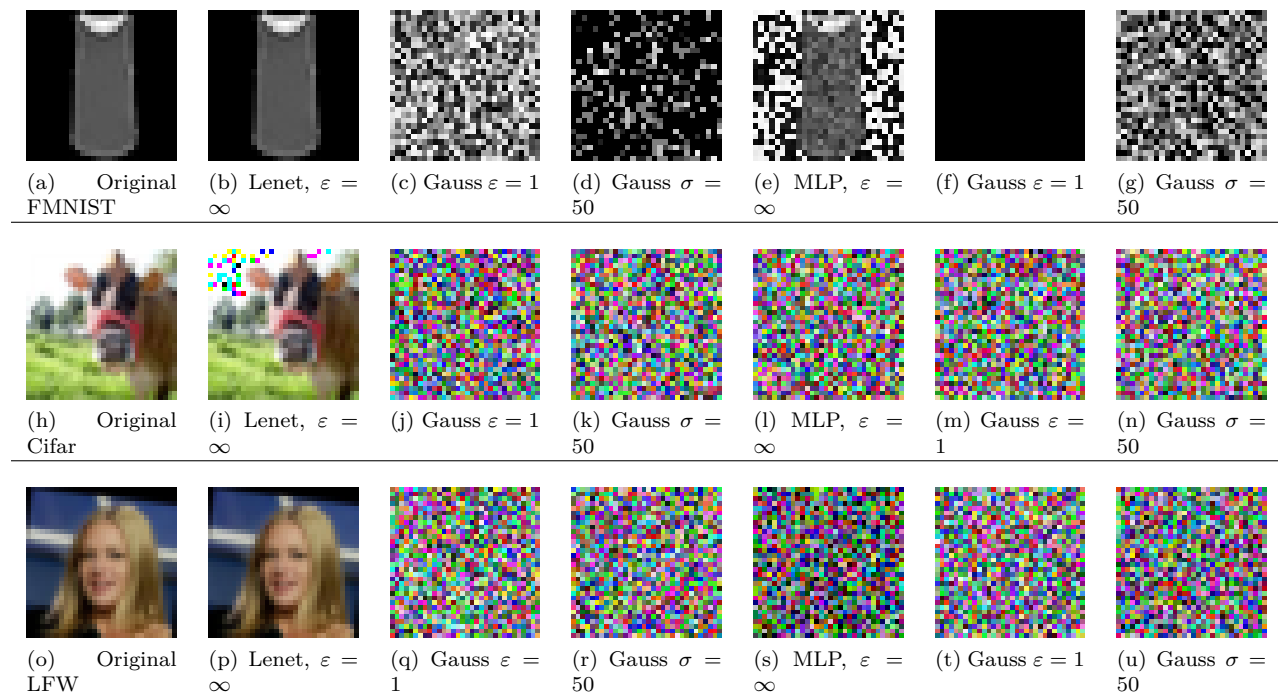 (a) Original FMNIST
(b) Lenet, ε = ∞
(c) Gauss ε = 1
(d) Gauss σ = 50
(e) MLP, ε = ∞
(f) Gauss ε = 1
(g) Gauss σ = 50
(h) Original Cifar
(i) Lenet, ε = ∞
(j) Gauss ε = 1
(k) Gauss σ = 50
(l) MLP, ε = ∞
(m) Gauss ε = 1
(n) Gauss σ = 50
(o) Original LFW
(p) Lenet, ε = ∞
(q) Gauss ε = 1
(r) Gauss σ = 50
(s) MLP, ε = ∞
(t) Gauss ε = 1
(u) Gauss σ = 50